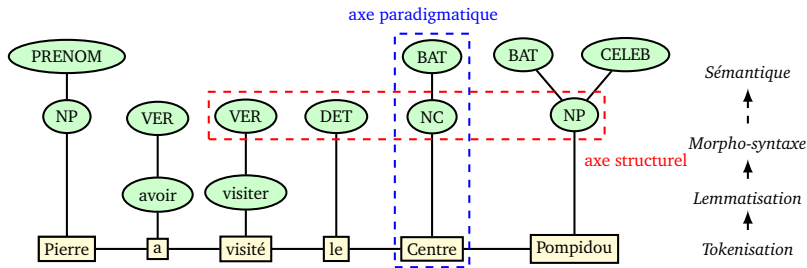 axe paradigmatique
PRENOM BAT BAT CELEB
Sémantique
NP VER VER DET NC NP
Morpho-syntaxe
axe structurel
avoir visiter
Lemmatisation
Pierre a visité le Centre Pompidou
Tokenisation